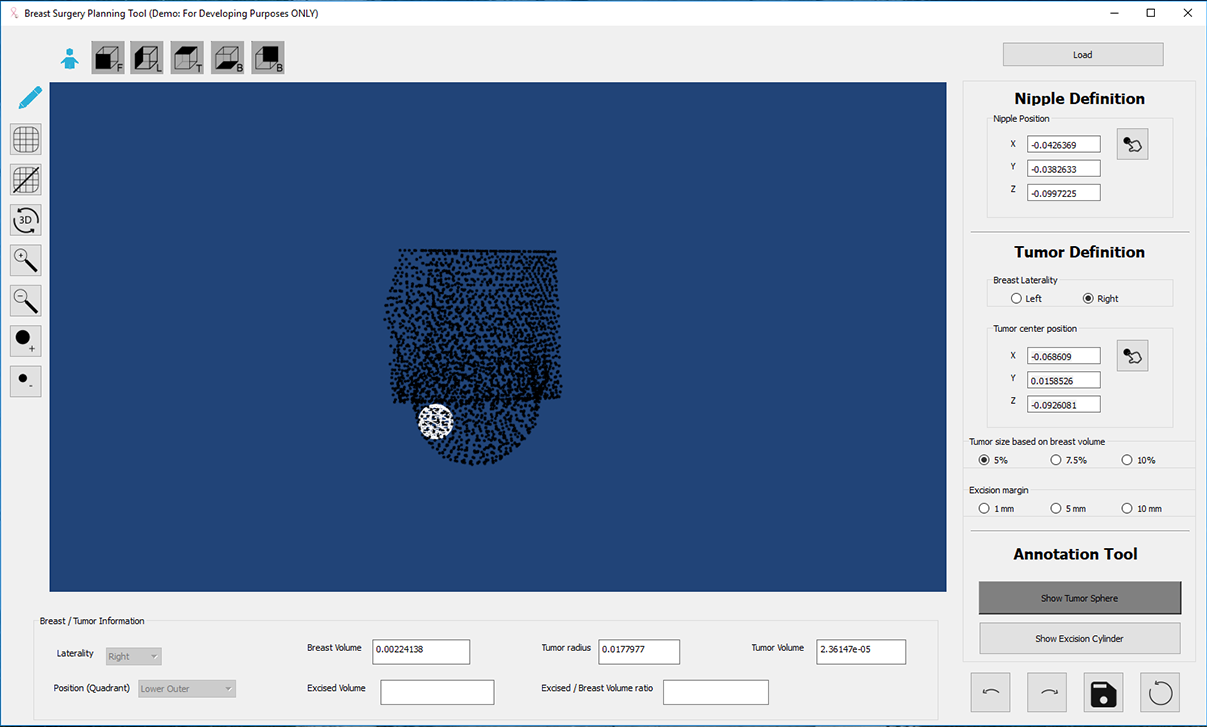 Breast Surgery Planning Tool (Demo: For Developing Purposes ONLY)
F
L
T
B
B
3D
+
-
Load
Nipple Definition
Nipple Position
X -0.0426369
Y -0.0382633
Z -0.0997225
Tumor Definition
Breast Laterality
Left Right
Tumor center position
X -0.068609
Y 0.0158526
Z -0.0926081
Tumor size based on breast volume
5% 7.5% 10%
Excision margin
1 mm 5 mm 10 mm
Annotation Tool
Show Tumor Sphere
Show Excision Cylinder
Breast / Tumor Information
Laterality Right Breast Volume 0.00224138 Tumor radius 0.0177977 Tumor Volume 2.36147e-05
Position (Quadrant) Lower Outer Excised Volume Excised / Breast Volume ratio